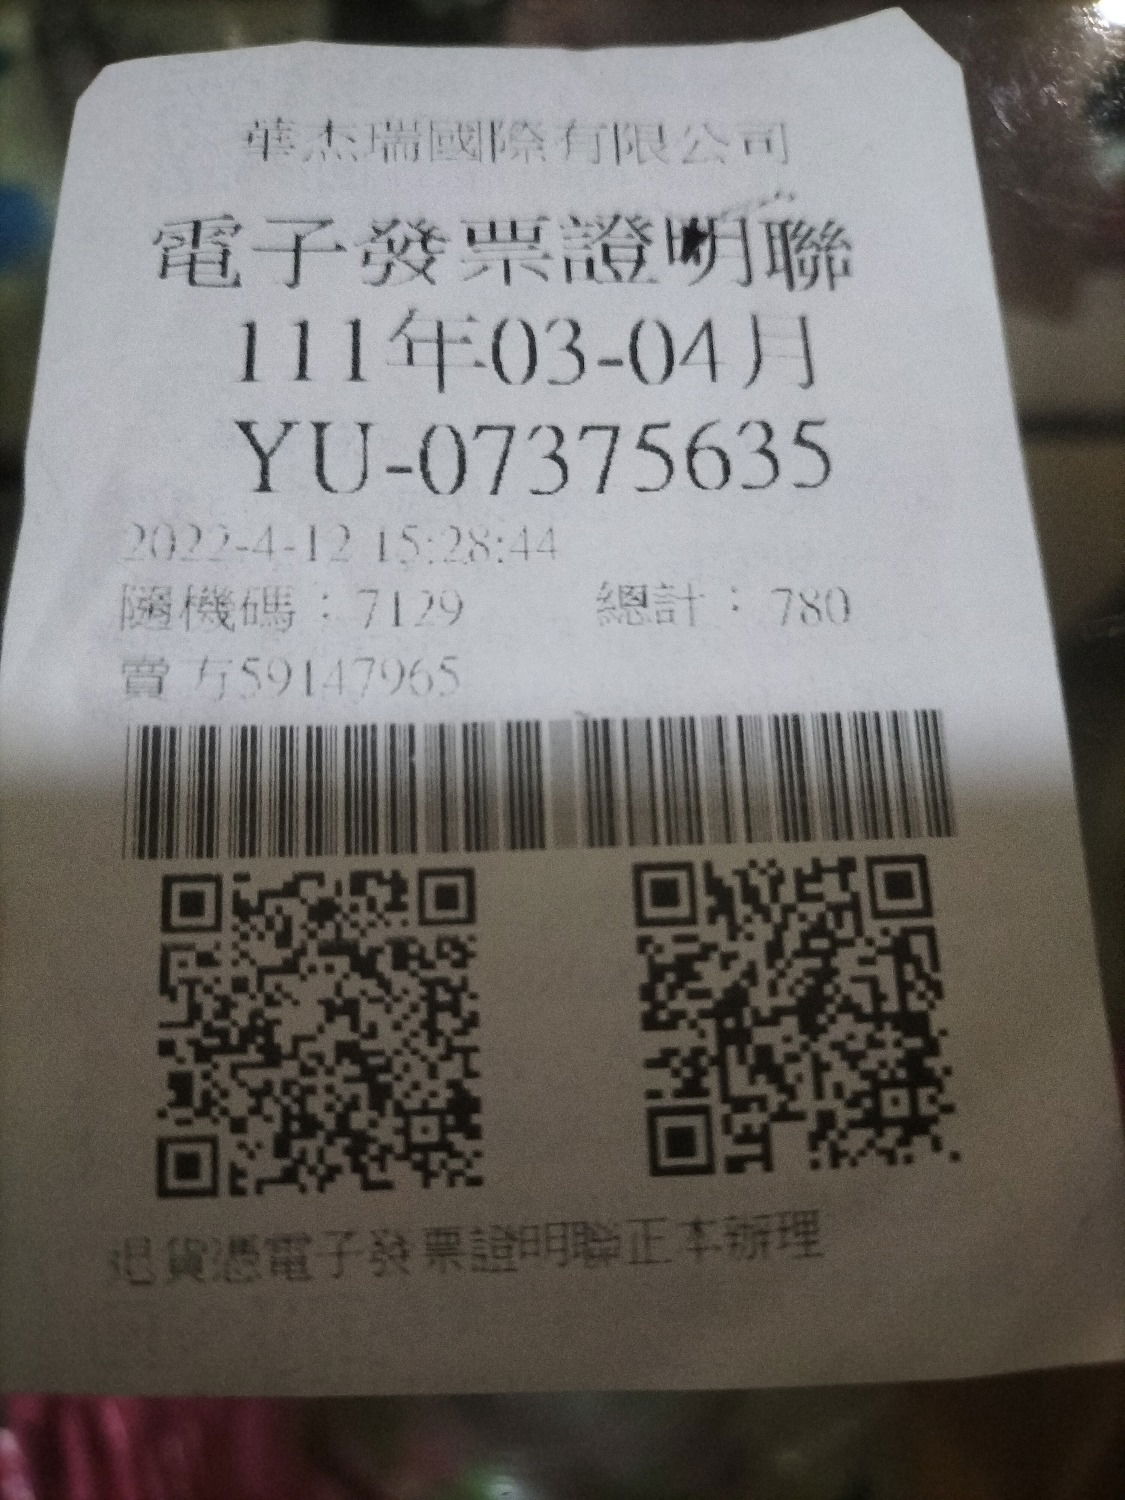 華杰瑞國際有限公司
電子發票證明聯
111年03-04月
YU-07375635
2022-4-12 15:28:44
隨機碼：7129 總計：780
賣方59147965
退貨憑電子發票證明聯正本辦理